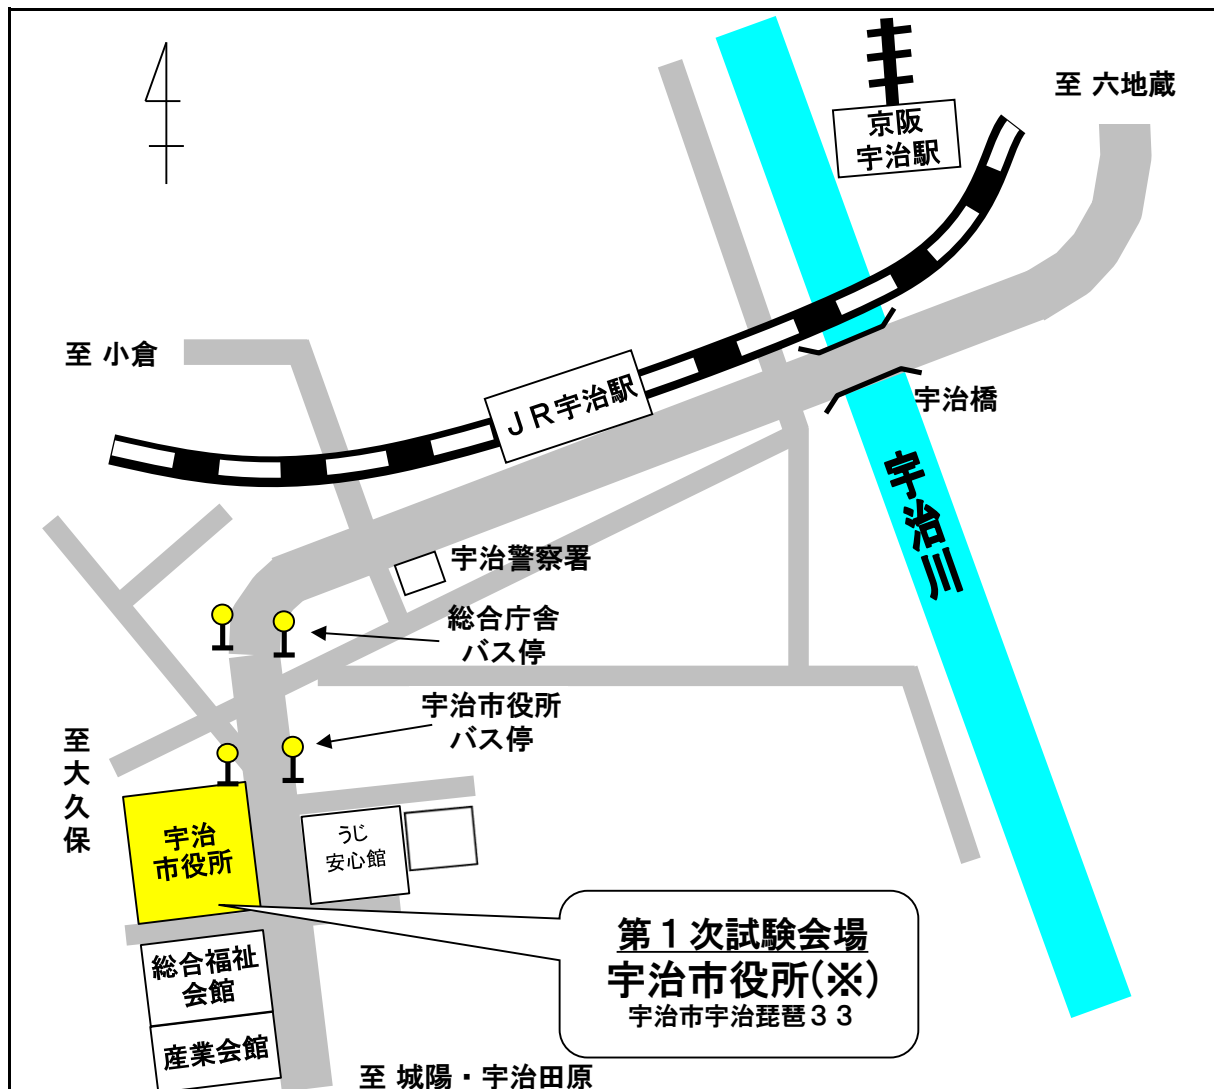 至 六地蔵
京阪
宇治駅
至 小倉
ＪＲ宇治駅
宇治橋
宇治川
宇治警察署
総合庁舎
バス停
宇治市役所
バス停
至大久保
宇治
市役所
うじ
安心館
第１次試験会場
宇治市役所(※)
宇治市宇治琵琶３３
総合福祉
会館
産業会館
至 城陽・宇治田原